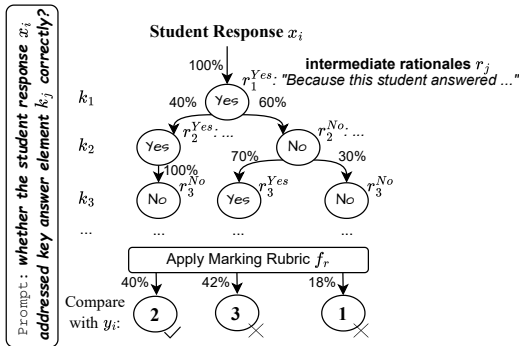 Prompt: whether the student response x_i
addressed key answer element k_j correctly?
Student Response x_i
100%
r_1^{Yes}: "Because this student answered ..."
intermediate rationales r_j
k_1
Yes
40%
60%
r_2^{Yes}: ...
r_2^{No}: ...
k_2
Yes
No
100%
70%
30%
r_3^{No}
r_3^{Yes}
r_3^{No}
k_3
No
Yes
No
...
... ... ...
Apply Marking Rubric f_r
40%
42%
18%
Compare
with y_i:
2
3
1